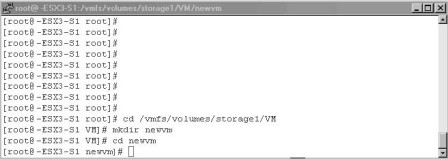 root@ -ESX3-S1:/vmfs/volumes/storage1/VM/newvm
[root@ -ESX3-S1 root]#
[root@ -ESX3-S1 root]#
[root@ -ESX3-S1 root]#
[root@ -ESX3-S1 root]#
[root@ -ESX3-S1 root]#
[root@ -ESX3-S1 root]#
[root@ -ESX3-S1 root]#
[root@ -ESX3-S1 root]#
[root@ -ESX3-S1 root]#
[root@ -ESX3-S1 root]# cd /vmfs/volumes/storage1/VM
[root@ -ESX3-S1 VM]# mkdir newvm
[root@ -ESX3-S1 VM]# cd newvm
[root@ -ESX3-S1 newvm]#